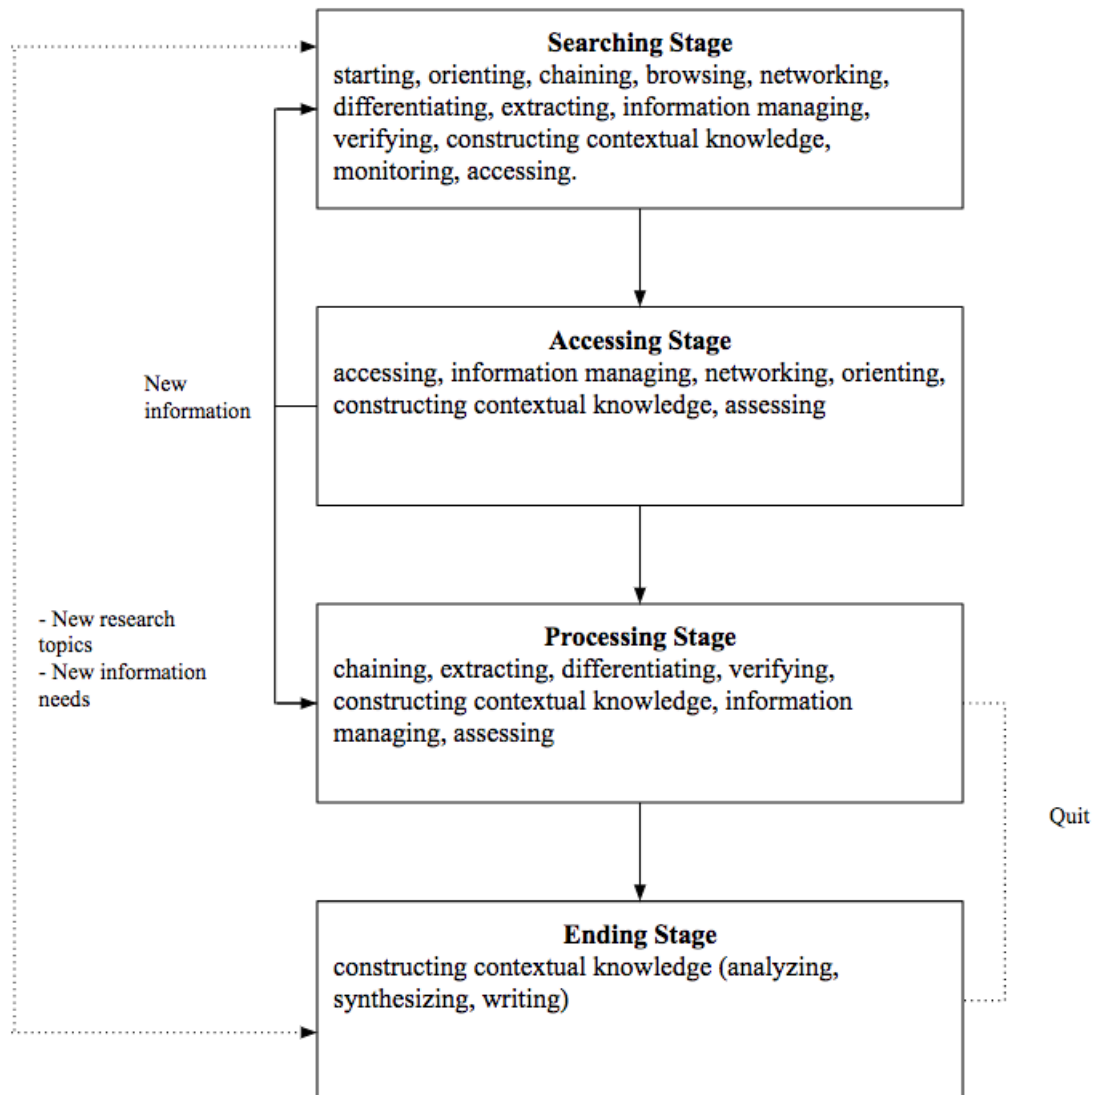 Searching Stage
starting, orienting, chaining, browsing, networking,
differentiating, extracting, information managing,
verifying, constructing contextual knowledge,
monitoring, accessing.
Accessing Stage
accessing, information managing, networking, orienting,
constructing contextual knowledge, assessing
New
information
- New research
topics
- New information
needs
Processing Stage
chaining, extracting, differentiating, verifying,
constructing contextual knowledge, information
managing, assessing
Quit
Ending Stage
constructing contextual knowledge (analyzing,
synthesizing, writing)